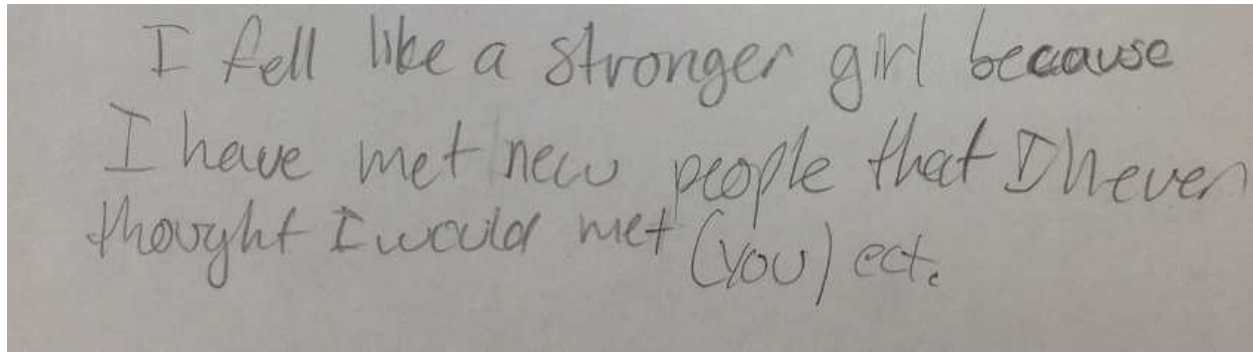 I fell like a stronger girl because
I have met new people that I never
thought I would met (you) ect.